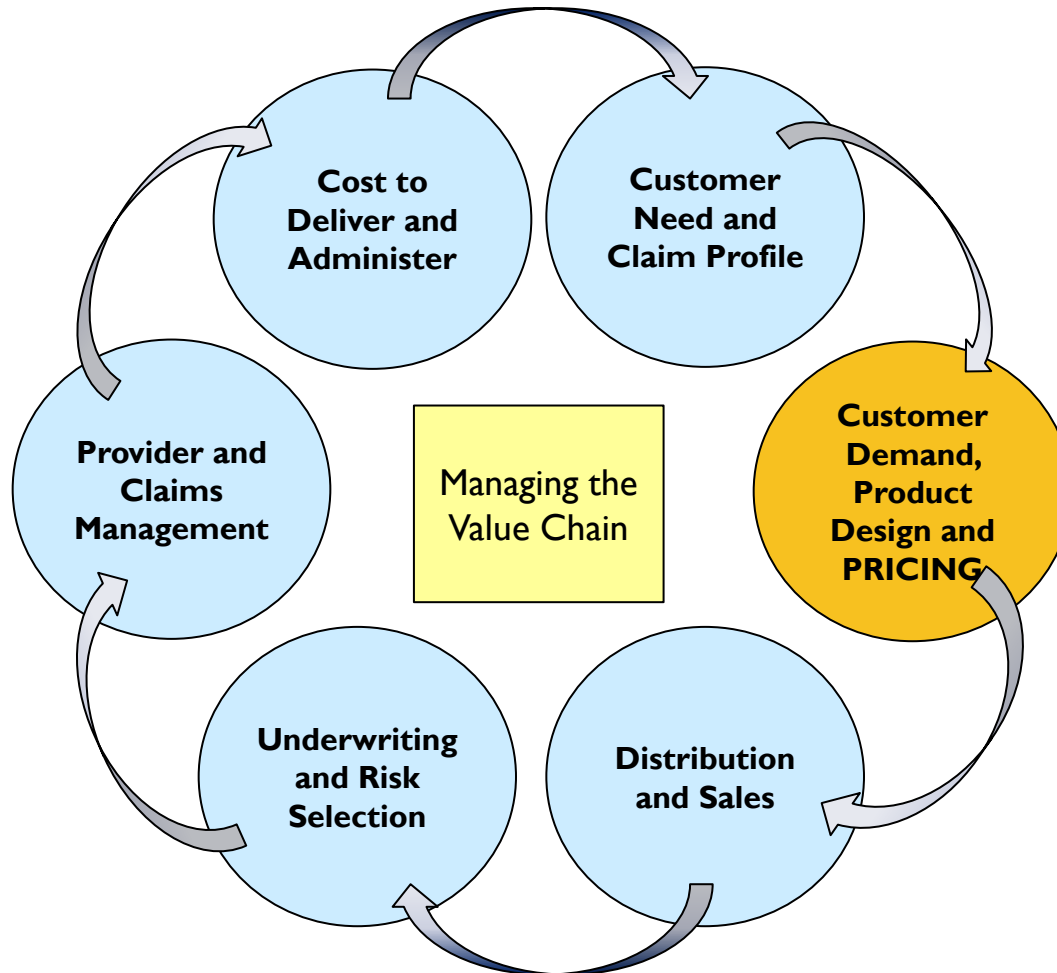 Cost to
Deliver and
Administer
Customer
Need and
Claim Profile
Customer
Demand,
Product
Design and
PRICING
Distribution
and Sales
Underwriting
and Risk
Selection
Provider and
Claims
Management
Managing the
Value Chain